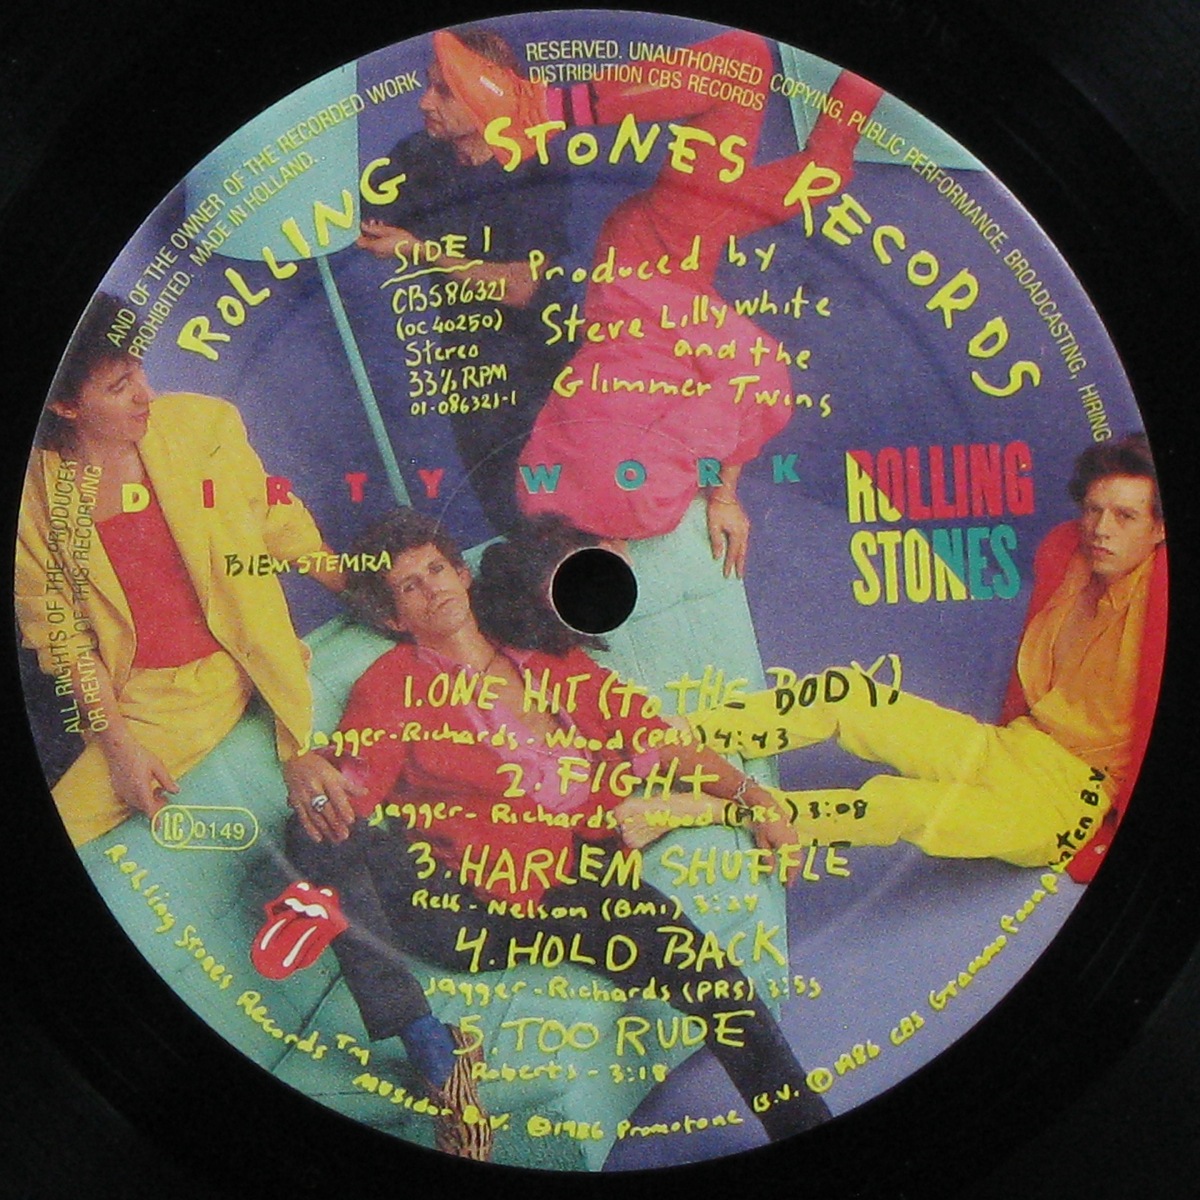 ALL RIGHTS OF THE PRODUCER AND OF THE OWNER OF THE RECORDED WORK RESERVED. UNAUTHORISED COPYING, PUBLIC PERFORMANCE, BROADCASTING, HIRING
OR RENTAL OF THIS RECORDING PROHIBITED. MADE IN HOLLAND. DISTRIBUTION CBS RECORDS
ROLLING STONES RECORDS
SIDE 1
CBS86321
(OC 40250)
Stereo
33⅓ RPM
01-086321-1
Produced by
Steve Lillywhite
and the
Glimmer Twins
DIRTY WORK
ROLLING
STONES
BIEM STEMRA
1. ONE HIT (to tHE BODY)
Jagger-Richards-Wood (PRS) 4:43
2. FIGHt
Jagger-Richards-Wood (PRS) 3:08
3. HARLEM SHUFFLE
Relf-Nelson (BMI) 3:24
4. HOLD BACK
Jagger-Richards (PRS) 3:55
5. TOO RUDE
Roberts - 3:18
LC 0149
Rolling Stones Records TM Musidor B.V. ℗1986 Promotone B.V. ©1986 CBS Grammofoonplaten B.V.